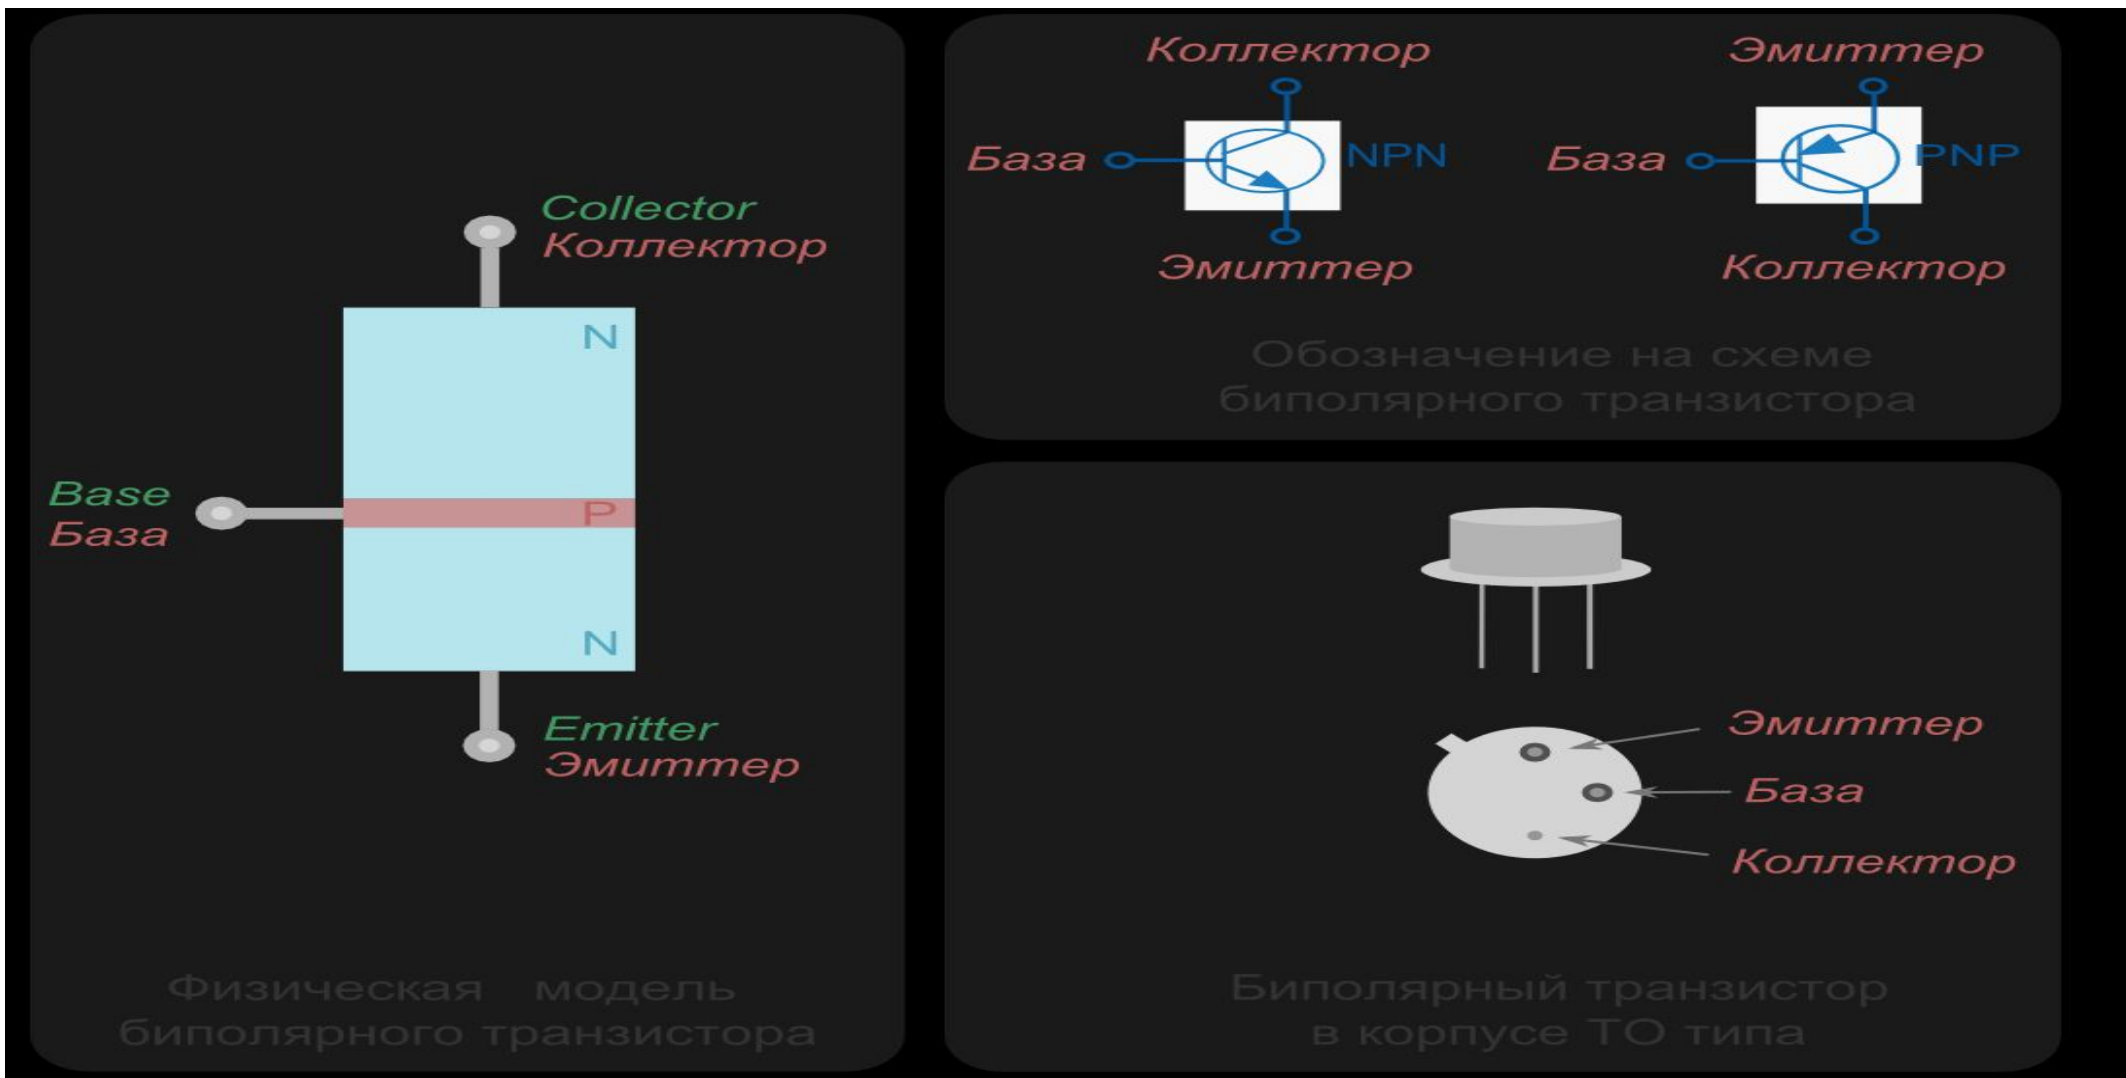 Collector
Коллектор
N
Base
База
P
N
Emitter
Эмиттер
Физическая модель
биполярного транзистора
Коллектор
База
NPN
Эмиттер
Эмиттер
База
PNP
Коллектор
Обозначение на схеме
биполярного транзистора
Эмиттер
База
Коллектор
Биполярный транзистор
в корпусе ТО типа